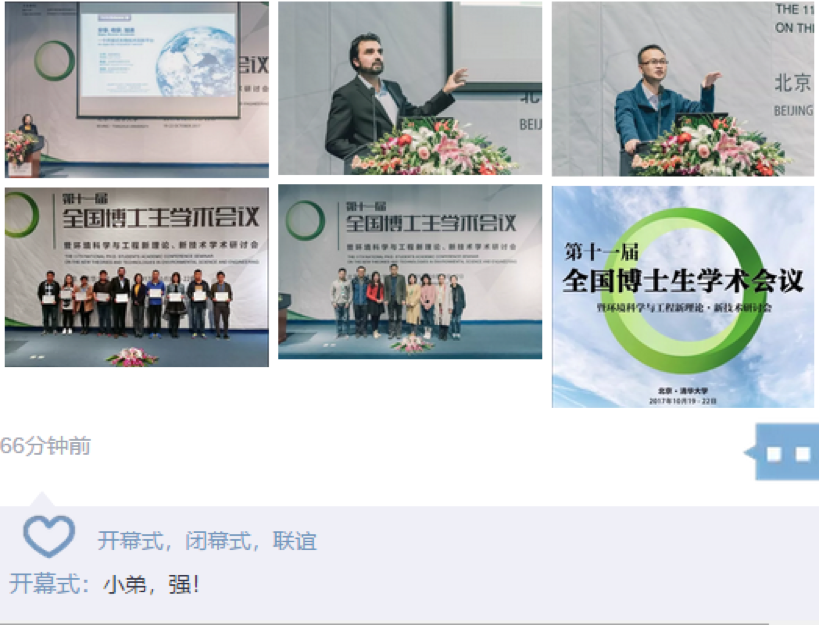 THE 11
ON THI
北京
BEIJING
北
BEIJ
议
第十一届
全国博士生学术会议
暨环境科学与工程新理论、新技术学术研讨会
第十一届
全国博士生学术会议
暨环境科学与工程新理论、新技术学术研讨会
第十一届
全国博士生学术会议
暨环境科学与工程新理论·新技术研讨会
北京·清华大学
2017年10月19-22日
66分钟前
开幕式，闭幕式，联谊
开幕式：小弟，强！